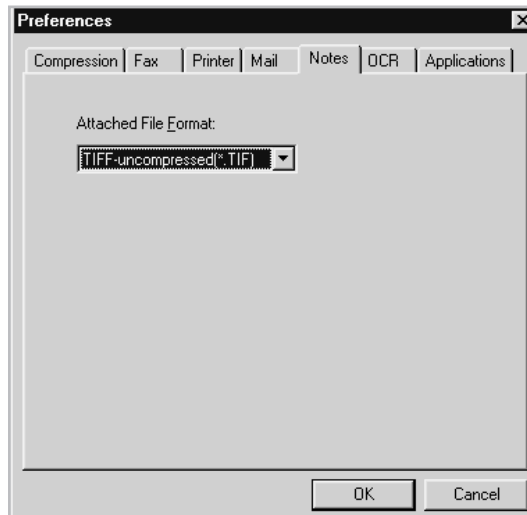 Preferences
Compression Fax Printer Mail Notes OCR Applications
Attached File Format:
TIFF-uncompressed(*.TIF)
OK Cancel